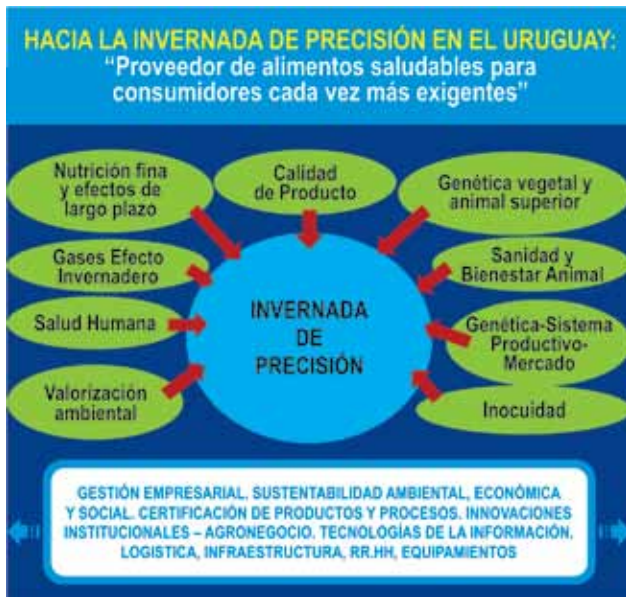 HACIA LA INVERNADA DE PRECISIÓN EN EL URUGUAY:
“Proveedor de alimentos saludables para
consumidores cada vez más exigentes”
Nutrición fina
y efectos de
largo plazo
Calidad
de Producto
Genética vegetal y
animal superior
Gases Efecto
Invernadero
Sanidad y
Bienestar Animal
Salud Humana
INVERNADA
DE
PRECISIÓN
Genética-Sistema
Productivo-
Mercado
Valorización
ambiental
Inocuidad
GESTIÓN EMPRESARIAL. SUSTENTABILIDAD AMBIENTAL, ECONÓMICA
Y SOCIAL. CERTIFICACIÓN DE PRODUCTOS Y PROCESOS. INNOVACIONES
INSTITUCIONALES – AGRONEGOCIO. TECNOLOGÍAS DE LA INFORMACIÓN.
LOGISTICA, INFRAESTRUCTURA, RR.HH, EQUIPAMIENTOS